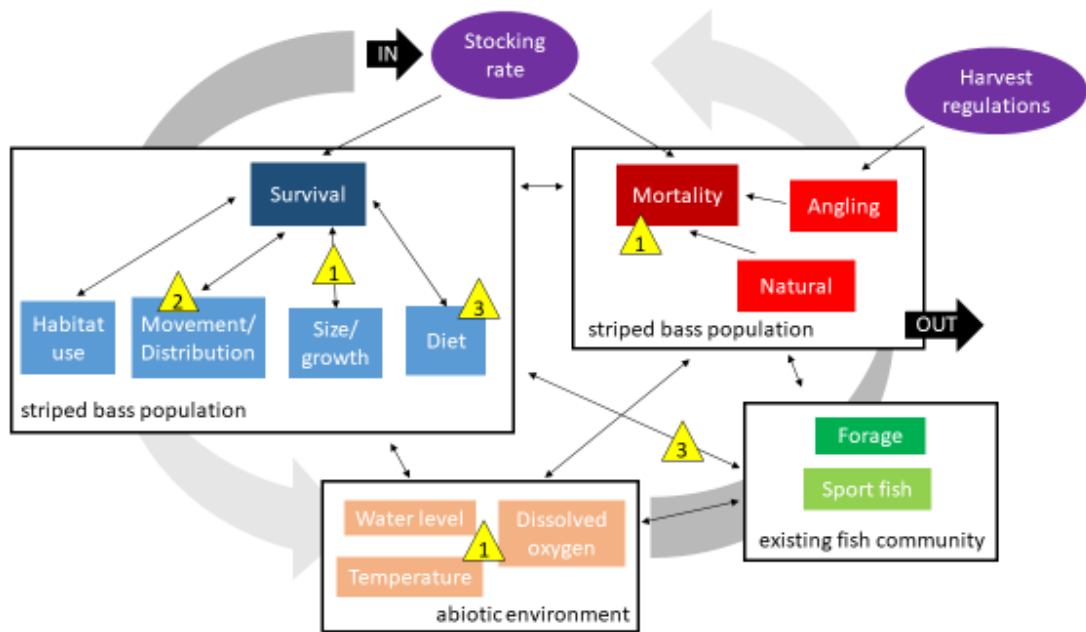 IN
Stocking
rate
Harvest
regulations
Survival
Mortality
Angling
1
1
2
3
Natural
Habitat
use
Movement/
Distribution
Size/
growth
Diet
striped bass population
striped bass population
OUT
3
Forage
Sport fish
existing fish community
Water level
Dissolved
oxygen
1
Temperature
abiotic environment